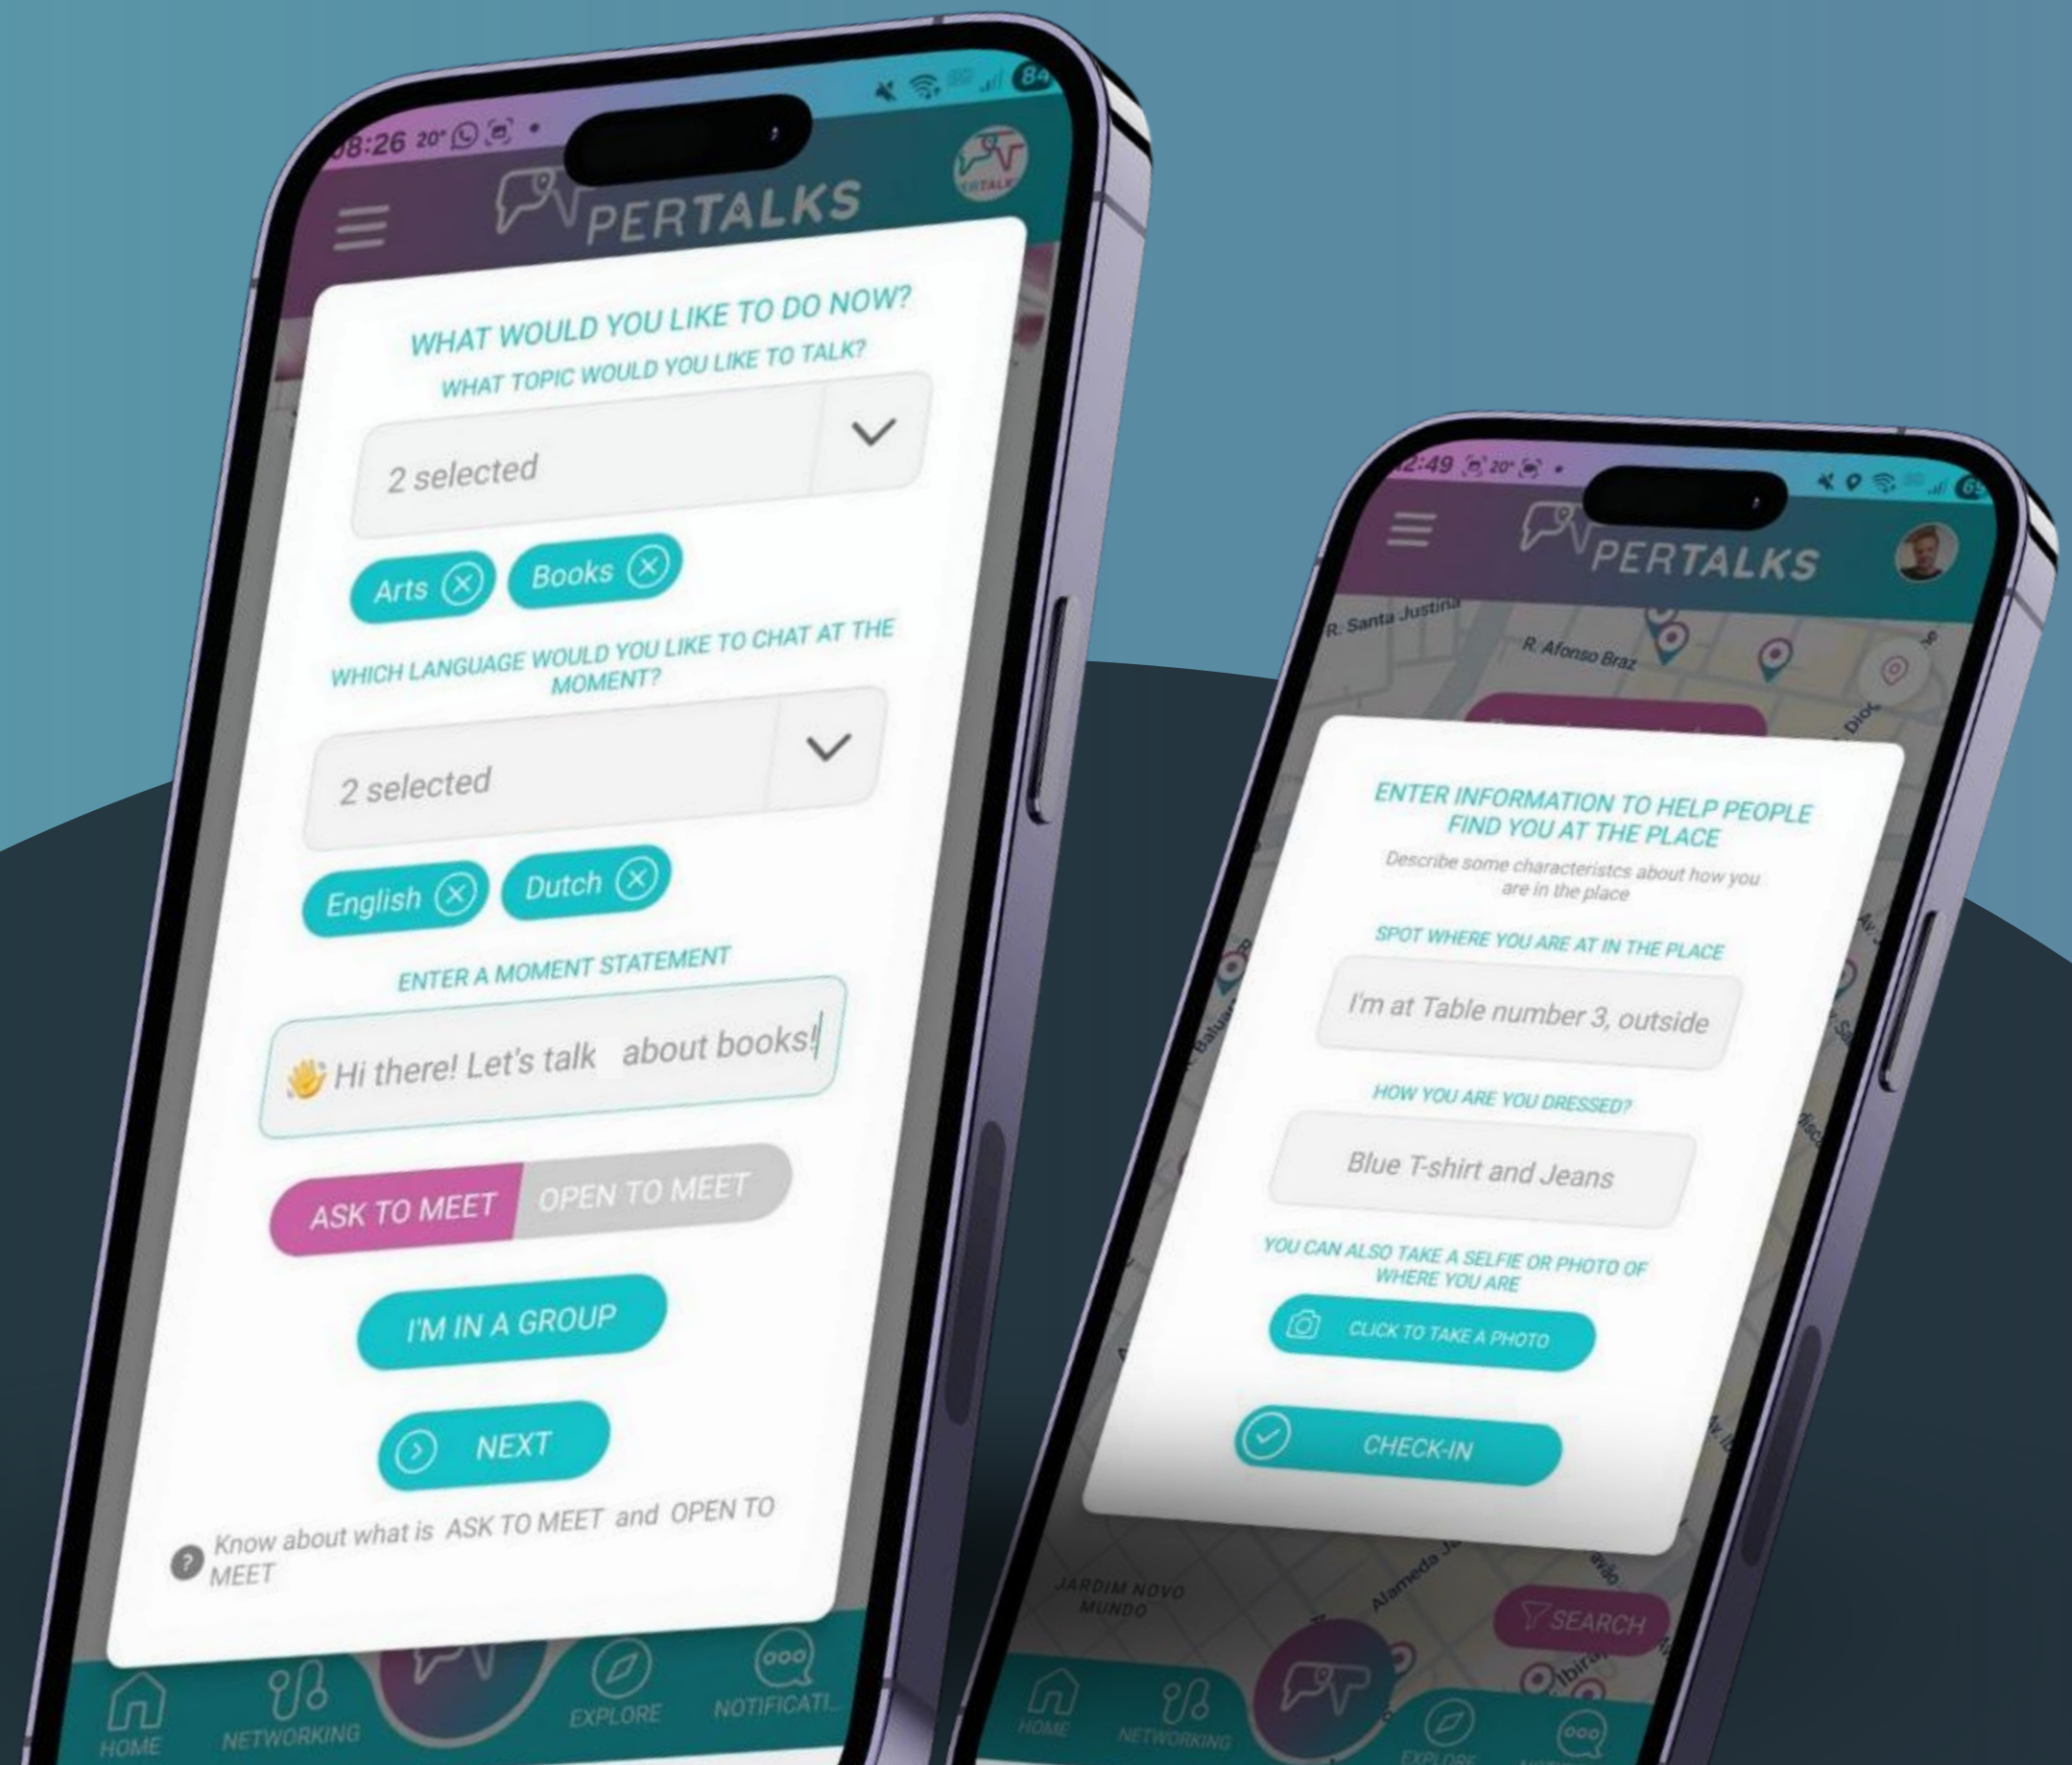 08:26 20°
84
PERTALKS
WHAT WOULD YOU LIKE TO DO NOW?
WHAT TOPIC WOULD YOU LIKE TO TALK?
2 selected
Arts
Books
WHICH LANGUAGE WOULD YOU LIKE TO CHAT AT THE
MOMENT?
2 selected
English
Dutch
ENTER A MOMENT STATEMENT
👋 Hi there! Let's talk about books!
ASK TO MEET
OPEN TO MEET
I'M IN A GROUP
NEXT
Know about what is ASK TO MEET and OPEN TO
MEET
HOME
NETWORKING
EXPLORE
NOTIFICATI...
2:49 20°
PERTALKS
R. Santa Justina
R. Afonso Braz
ENTER INFORMATION TO HELP PEOPLE
FIND YOU AT THE PLACE
Describe some characteristcs about how you
are in the place
SPOT WHERE YOU ARE AT IN THE PLACE
I'm at Table number 3, outside
HOW YOU ARE YOU DRESSED?
Blue T-shirt and Jeans
YOU CAN ALSO TAKE A SELFIE OR PHOTO OF
WHERE YOU ARE
CLICK TO TAKE A PHOTO
CHECK-IN
JARDIM NOVO
MUNDO
Alameda
SEARCH
HOME
NETWORKING
EXPLORE